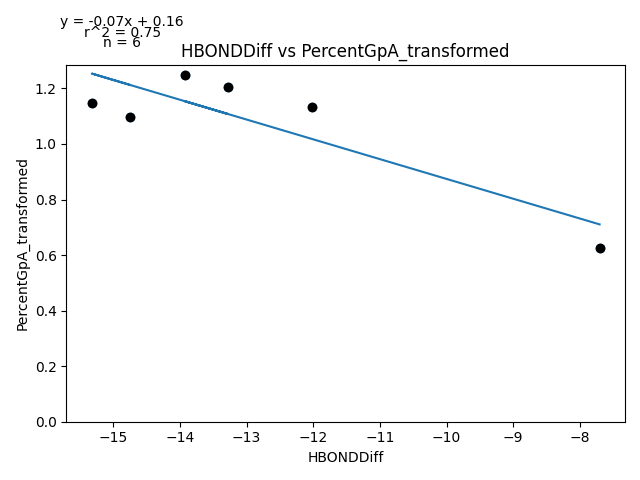 y = -0.07x + 0.16
r^2 = 0.75
n = 6
HBONDDiff vs PercentGpA_transformed
PercentGpA_transformed
1.2
1.0
0.8
0.6
0.4
0.2
0.0
−15
−14
−13
−12
−11
−10
−9
−8
HBONDDiff